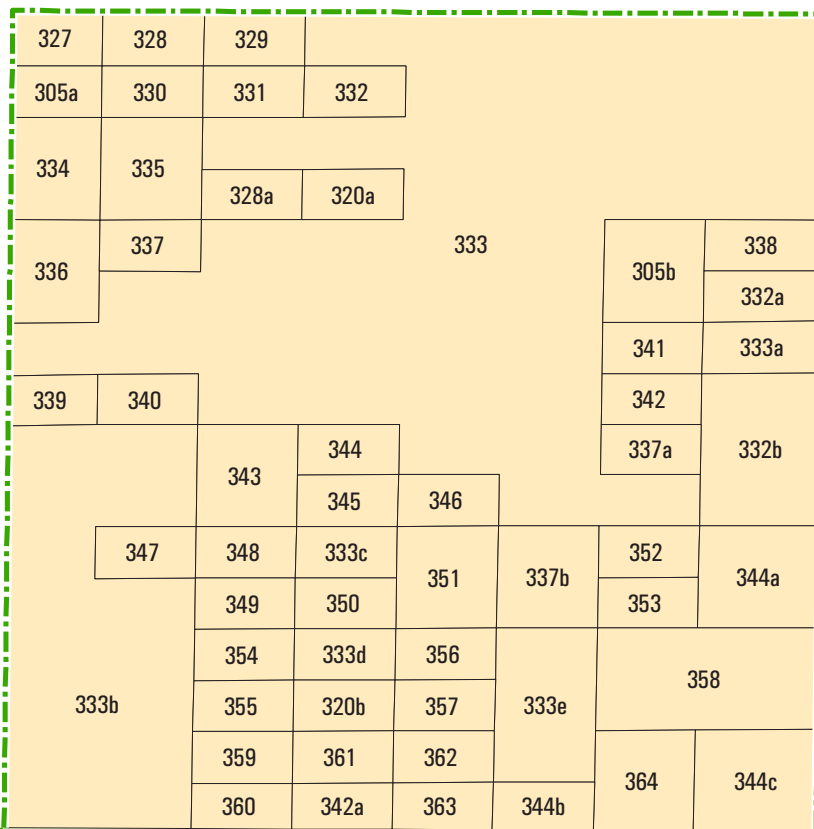 327 328 329
305a 330 331 332
334 335
328a 320a
336 337 333 305b 338
332a
341 333a
339 340 342
337a 332b
343 344
345 346
347 348 333c 351 337b 352 344a
349 350 353
354 333d 356
333b 355 320b 357 333e 358
359 361 362
364 344c
360 342a 363 344b